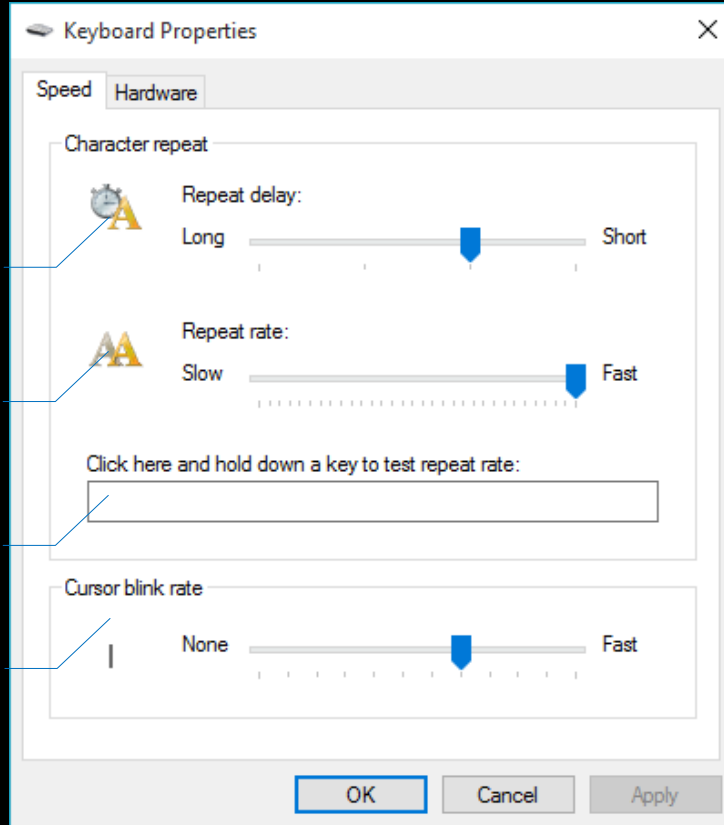 Keyboard Properties
Speed
Hardware
Character repeat
Repeat delay:
Long
Short
Repeat rate:
Slow
Fast
Click here and hold down a key to test repeat rate:
Cursor blink rate
None
Fast
OK
Cancel
Apply